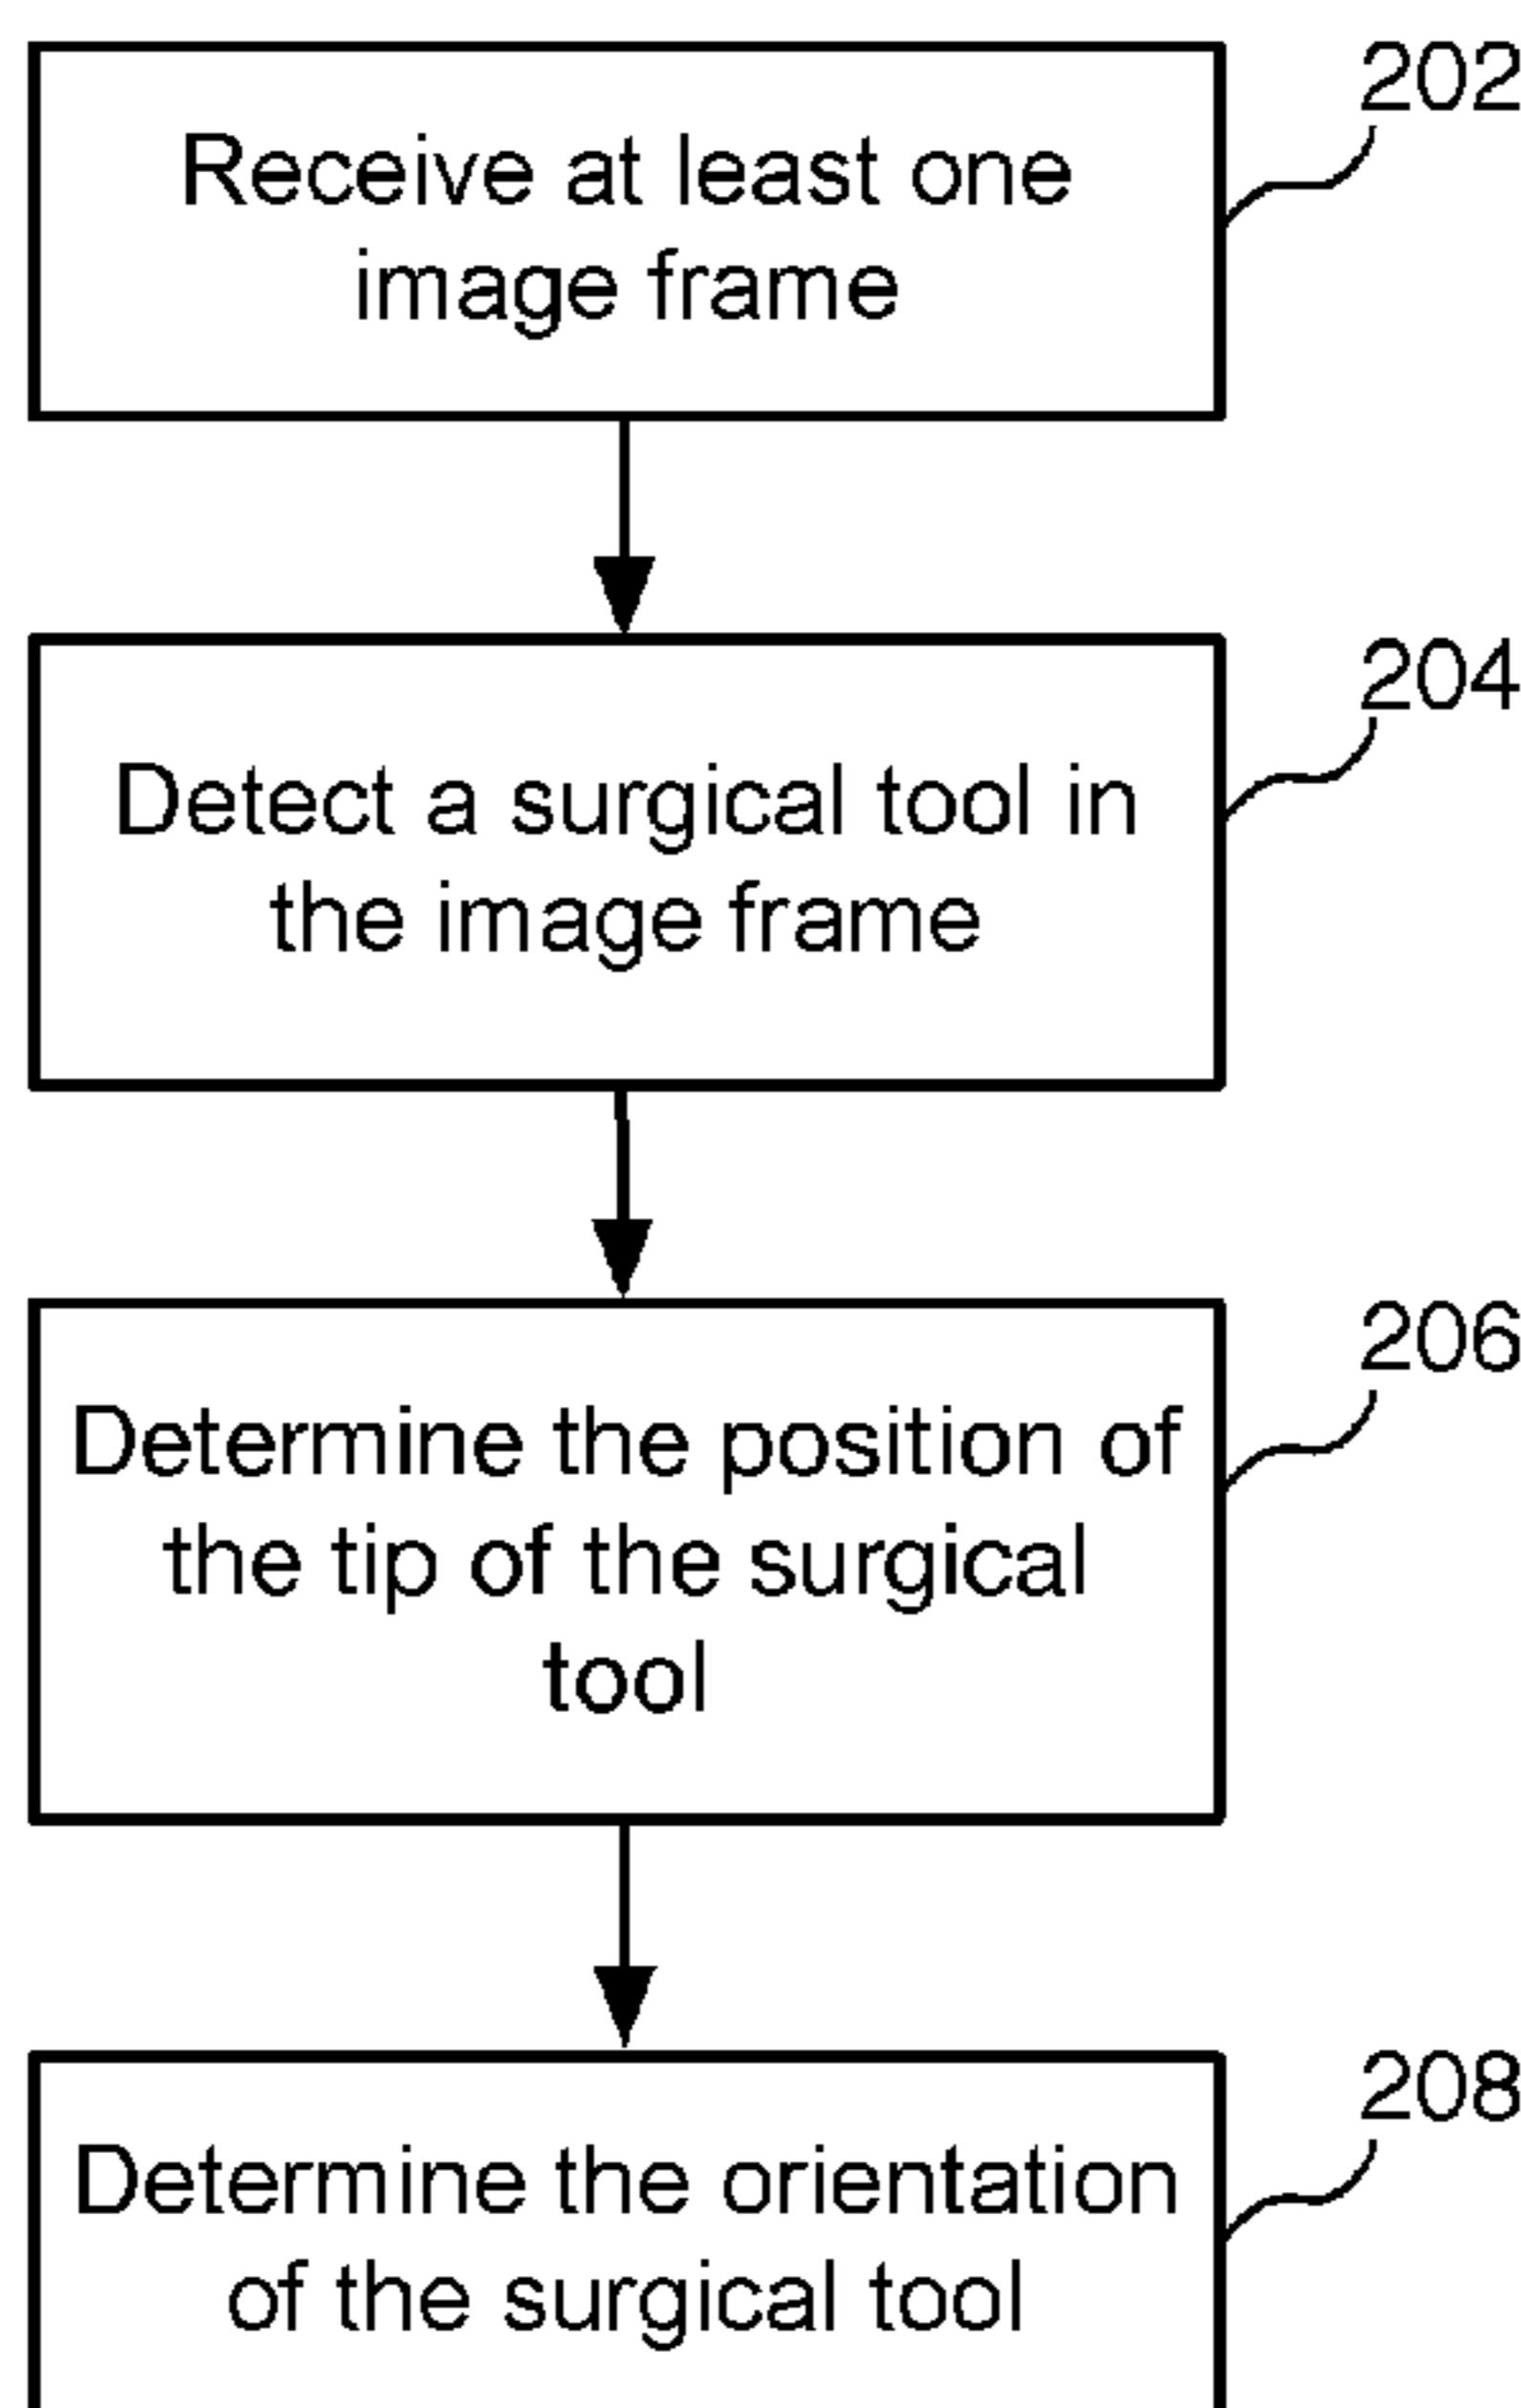 202
Receive at least one
image frame
204
Detect a surgical tool in
the image frame
206
Determine the position of
the tip of the surgical
tool
208
Determine the orientation
of the surgical tool